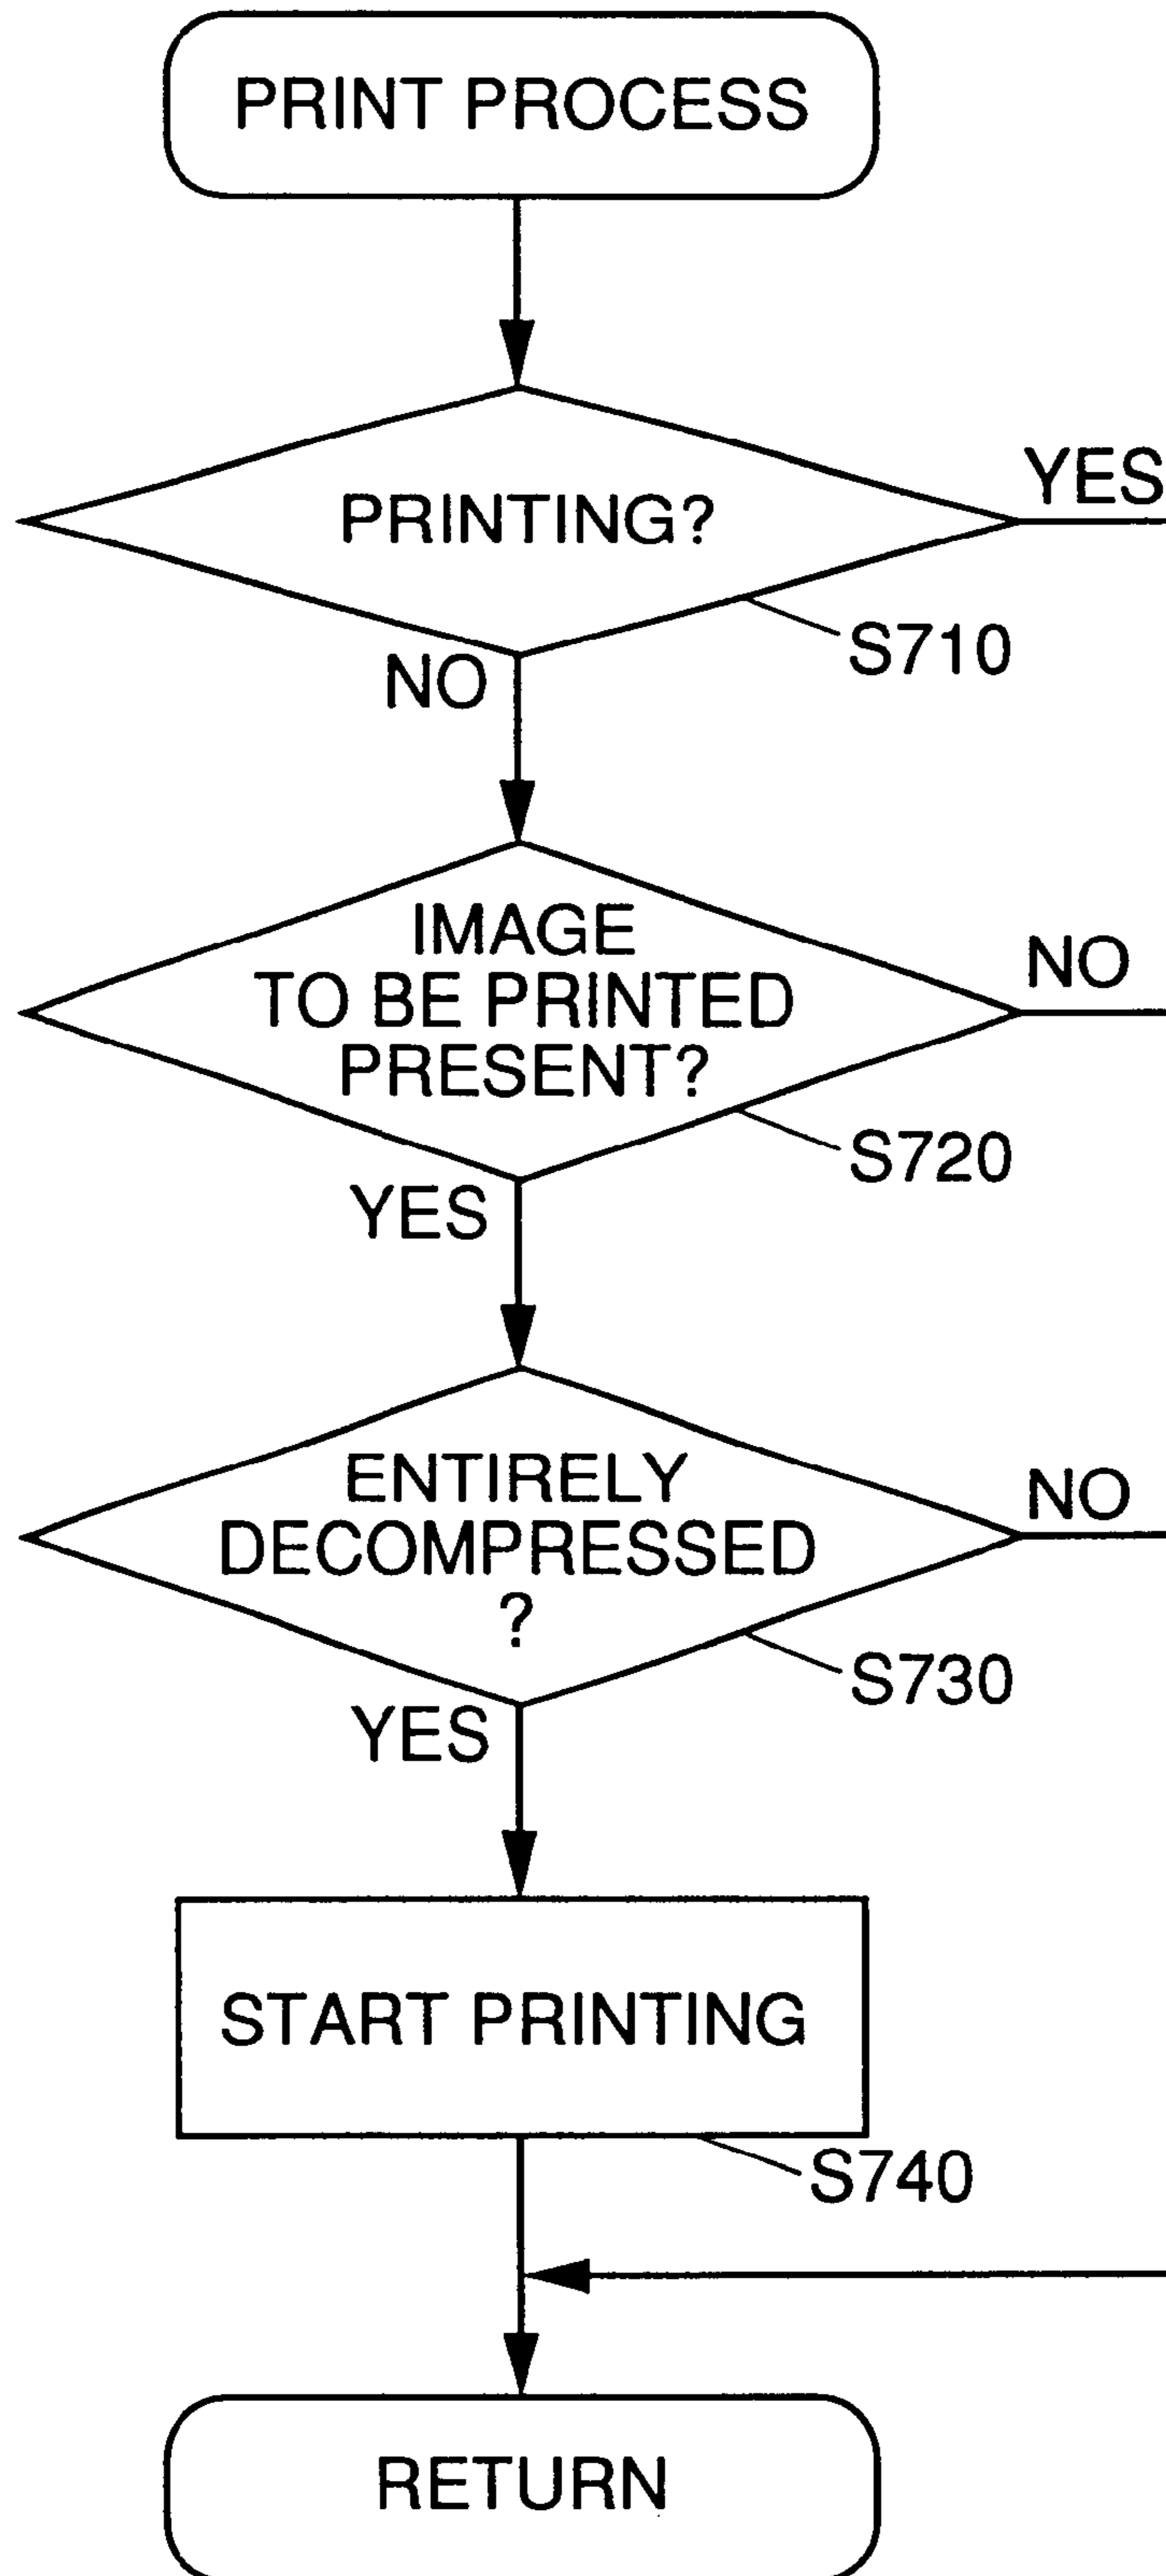 PRINT PROCESS
PRINTING?
YES
S710
NO
IMAGE
TO BE PRINTED
PRESENT?
NO
S720
YES
ENTIRELY
DECOMPRESSED
?
NO
S730
YES
START PRINTING
S740
RETURN